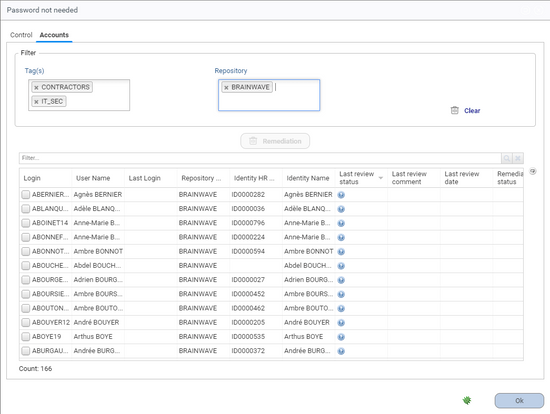 Password not needed
Control Accounts
Filter
Tag(s) Repository
× CONTRACTORS × BRAINWAVE
× IT_SEC
Clear
Remediation
Filter...
Login User Name Last Login Repository ... Identity HR ... Identity Name Last review status Last review comment Last review date Remedia status
ABERNIER... Agnès BERNIER BRAINWAVE ID0000282 Agnès BERNIER
ABLANQU... Adèle BLANQ... BRAINWAVE ID0000036 Adèle BLANQ...
ABOINET14 Anne-Marie B... BRAINWAVE ID0000796 Anne-Marie B...
ABONNEF... Anne-Marie B... BRAINWAVE ID0000224 Anne-Marie B...
ABONNOT... Ambre BONNOT BRAINWAVE ID0000594 Ambre BONNOT
ABOUCHE... Abdel BOUCH... BRAINWAVE Abdel BOUCH...
ABOURGE... Adrien BOURG... BRAINWAVE ID0000027 Adrien BOURG...
ABOURSIE... Ambre BOURS... BRAINWAVE ID0000452 Ambre BOURS...
ABOUTON... Ambre BOUTO... BRAINWAVE ID0000462 Ambre BOUTO...
ABOUYER12 André BOUYER BRAINWAVE ID0000205 André BOUYER
ABOYE19 Arthus BOYE BRAINWAVE ID0000535 Arthus BOYE
ABURGAU... Andrée BURG... BRAINWAVE ID0000372 Andrée BURG...
Count: 166
Ok